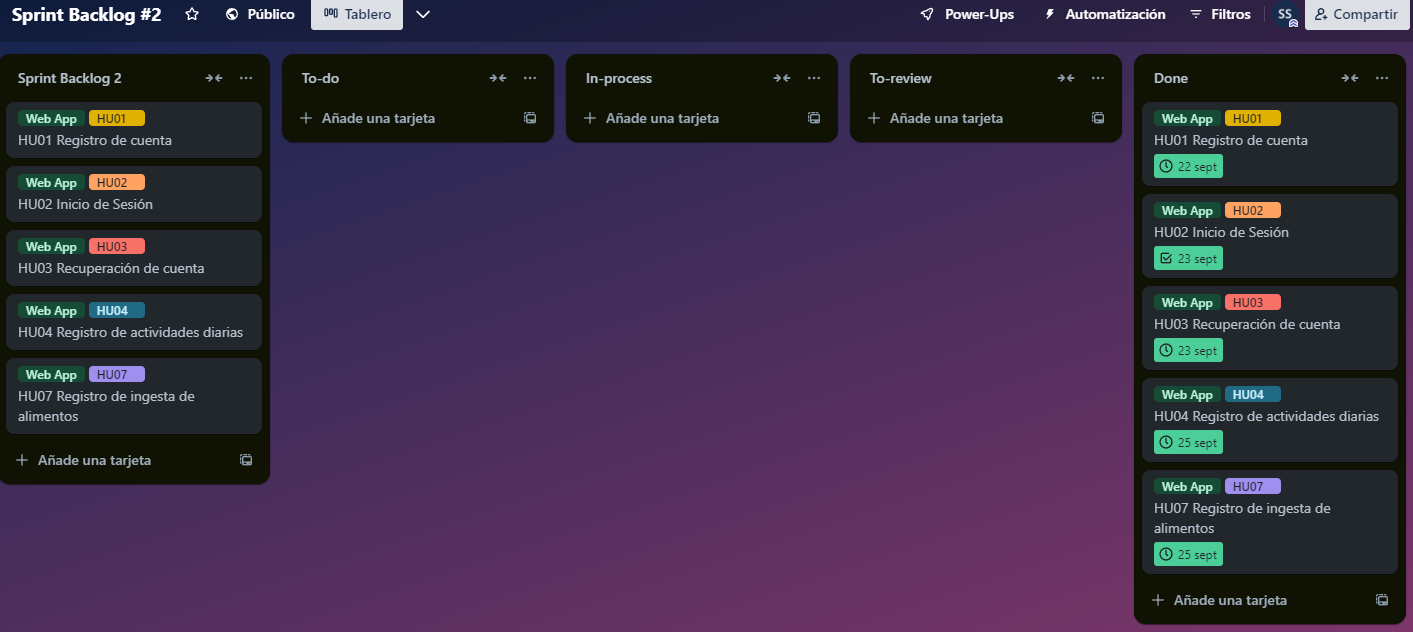 Sprint Backlog #2
Público
Tablero
Power-Ups
Automatización
Filtros
SS
Compartir
Sprint Backlog 2
Web App HU01
HU01 Registro de cuenta
Web App HU02
HU02 Inicio de Sesión
Web App HU03
HU03 Recuperación de cuenta
Web App HU04
HU04 Registro de actividades diarias
Web App HU07
HU07 Registro de ingesta de
alimentos
Añade una tarjeta
To-do
Añade una tarjeta
In-process
Añade una tarjeta
To-review
Añade una tarjeta
Done
Web App HU01
HU01 Registro de cuenta
22 sept
Web App HU02
HU02 Inicio de Sesión
23 sept
Web App HU03
HU03 Recuperación de cuenta
23 sept
Web App HU04
HU04 Registro de actividades diarias
25 sept
Web App HU07
HU07 Registro de ingesta de
alimentos
25 sept
Añade una tarjeta